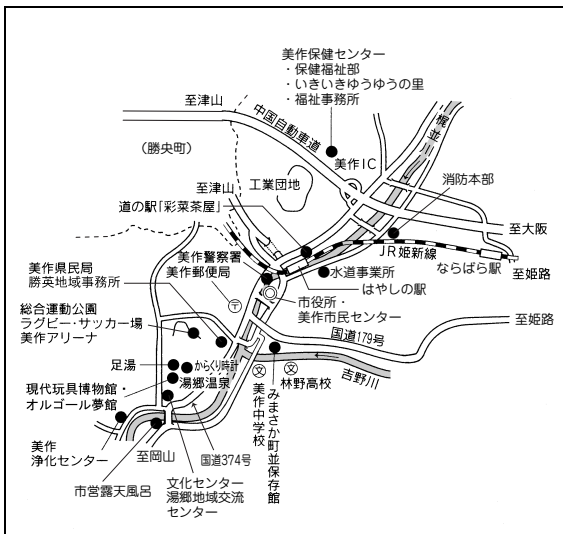 美作保健センター
・保健福祉部
・いきいきゆうゆうの里
・福祉事務所
至津山
中国自動車道
梶並川
(勝央町)
美作IC
至津山
工業団地
消防本部
道の駅「彩菜茶屋」
至大阪
JR姫新線
ならはら駅
至姫路
美作警察署
美作郵便局
水道事業所
はやしの駅
美作県民局
勝英地域事務所
市役所・
美作市民センター
総合運動公園
ラグビー・サッカー場
美作アリーナ
国道179号
至姫路
足湯
からくり時計
湯郷温泉
現代玩具博物館・
オルゴール夢館
文
美作中学校
文
林野高校
吉野川
みまさか町並保存館
美作
浄化センター
至岡山
国道374号
市営露天風呂
文化センター
湯郷地域交流
センター